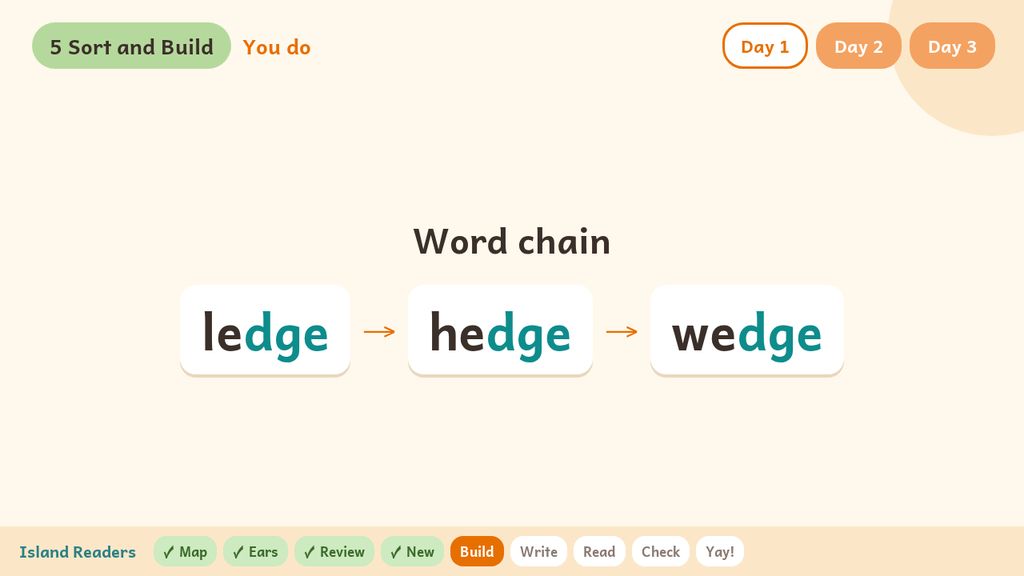 5 Sort and Build You do Day 1 Day 2 Day 3
Word chain
ledge → hedge → wedge
Island Readers ✓ Map ✓ Ears ✓ Review ✓ New Build Write Read Check Yay!